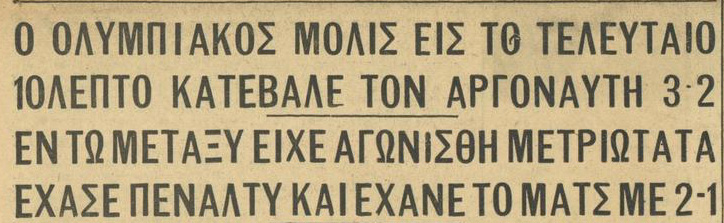 Ο ΟΛΥΜΠΙΑΚΟΣ ΜΟΛΙΣ ΕΙΣ ΤΟ ΤΕΛΕΥΤΑΙΟ
10ΛΕΠΤΟ ΚΑΤΕΒΑΛΕ ΤΟΝ ΑΡΓΟΝΑΥΤΗ 3-2
ΕΝ ΤΩ ΜΕΤΑΞΥ ΕΙΧΕ ΑΓΩΝΙΣΘΗ ΜΕΤΡΙΩΤΑΤΑ
ΕΧΑΣΕ ΠΕΝΑΛΤΥ ΚΑΙ ΕΧΑΝΕ ΤΟ ΜΑΤΣ ΜΕ 2-1